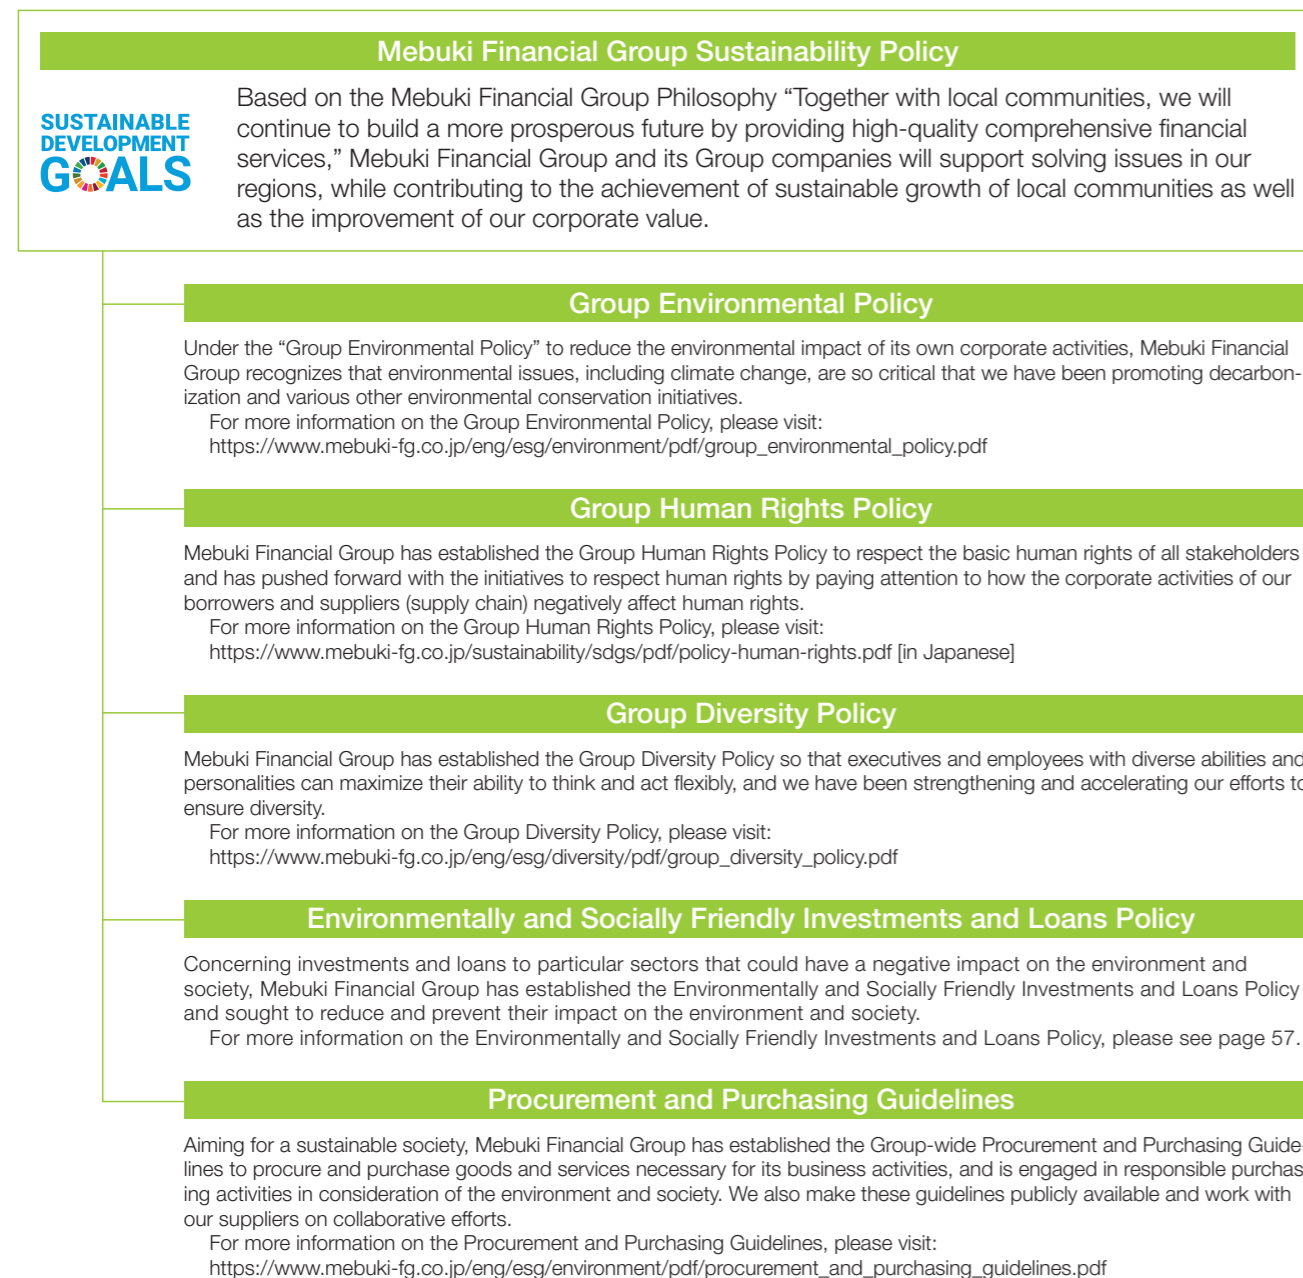 Mebuki Financial Group Sustainability Policy
SUSTAINABLE
DEVELOPMENT
GOALS
Based on the Mebuki Financial Group Philosophy “Together with local communities, we will
continue to build a more prosperous future by providing high-quality comprehensive financial
services,” Mebuki Financial Group and its Group companies will support solving issues in our
regions, while contributing to the achievement of sustainable growth of local communities as well
as the improvement of our corporate value.
Group Environmental Policy
Under the “Group Environmental Policy” to reduce the environmental impact of its own corporate activities, Mebuki Financial
Group recognizes that environmental issues, including climate change, are so critical that we have been promoting decarbon-
ization and various other environmental conservation initiatives.
For more information on the Group Environmental Policy, please visit:
https://www.mebuki-fg.co.jp/eng/esg/environment/pdf/group_environmental_policy.pdf
Group Human Rights Policy
Mebuki Financial Group has established the Group Human Rights Policy to respect the basic human rights of all stakeholders
and has pushed forward with the initiatives to respect human rights by paying attention to how the corporate activities of our
borrowers and suppliers (supply chain) negatively affect human rights.
For more information on the Group Human Rights Policy, please visit:
https://www.mebuki-fg.co.jp/sustainability/sdgs/pdf/policy-human-rights.pdf [in Japanese]
Group Diversity Policy
Mebuki Financial Group has established the Group Diversity Policy so that executives and employees with diverse abilities and
personalities can maximize their ability to think and act flexibly, and we have been strengthening and accelerating our efforts to
ensure diversity.
For more information on the Group Diversity Policy, please visit:
https://www.mebuki-fg.co.jp/eng/esg/diversity/pdf/group_diversity_policy.pdf
Environmentally and Socially Friendly Investments and Loans Policy
Concerning investments and loans to particular sectors that could have a negative impact on the environment and
society, Mebuki Financial Group has established the Environmentally and Socially Friendly Investments and Loans Policy
and sought to reduce and prevent their impact on the environment and society.
For more information on the Environmentally and Socially Friendly Investments and Loans Policy, please see page 57.
Procurement and Purchasing Guidelines
Aiming for a sustainable society, Mebuki Financial Group has established the Group-wide Procurement and Purchasing Guide-
lines to procure and purchase goods and services necessary for its business activities, and is engaged in responsible purchas
ing activities in consideration of the environment and society. We also make these guidelines publicly available and work with
our suppliers on collaborative efforts.
For more information on the Procurement and Purchasing Guidelines, please visit:
https://www.mebuki-fg.co.jp/eng/esg/environment/pdf/procurement_and_purchasing_guidelines.pdf